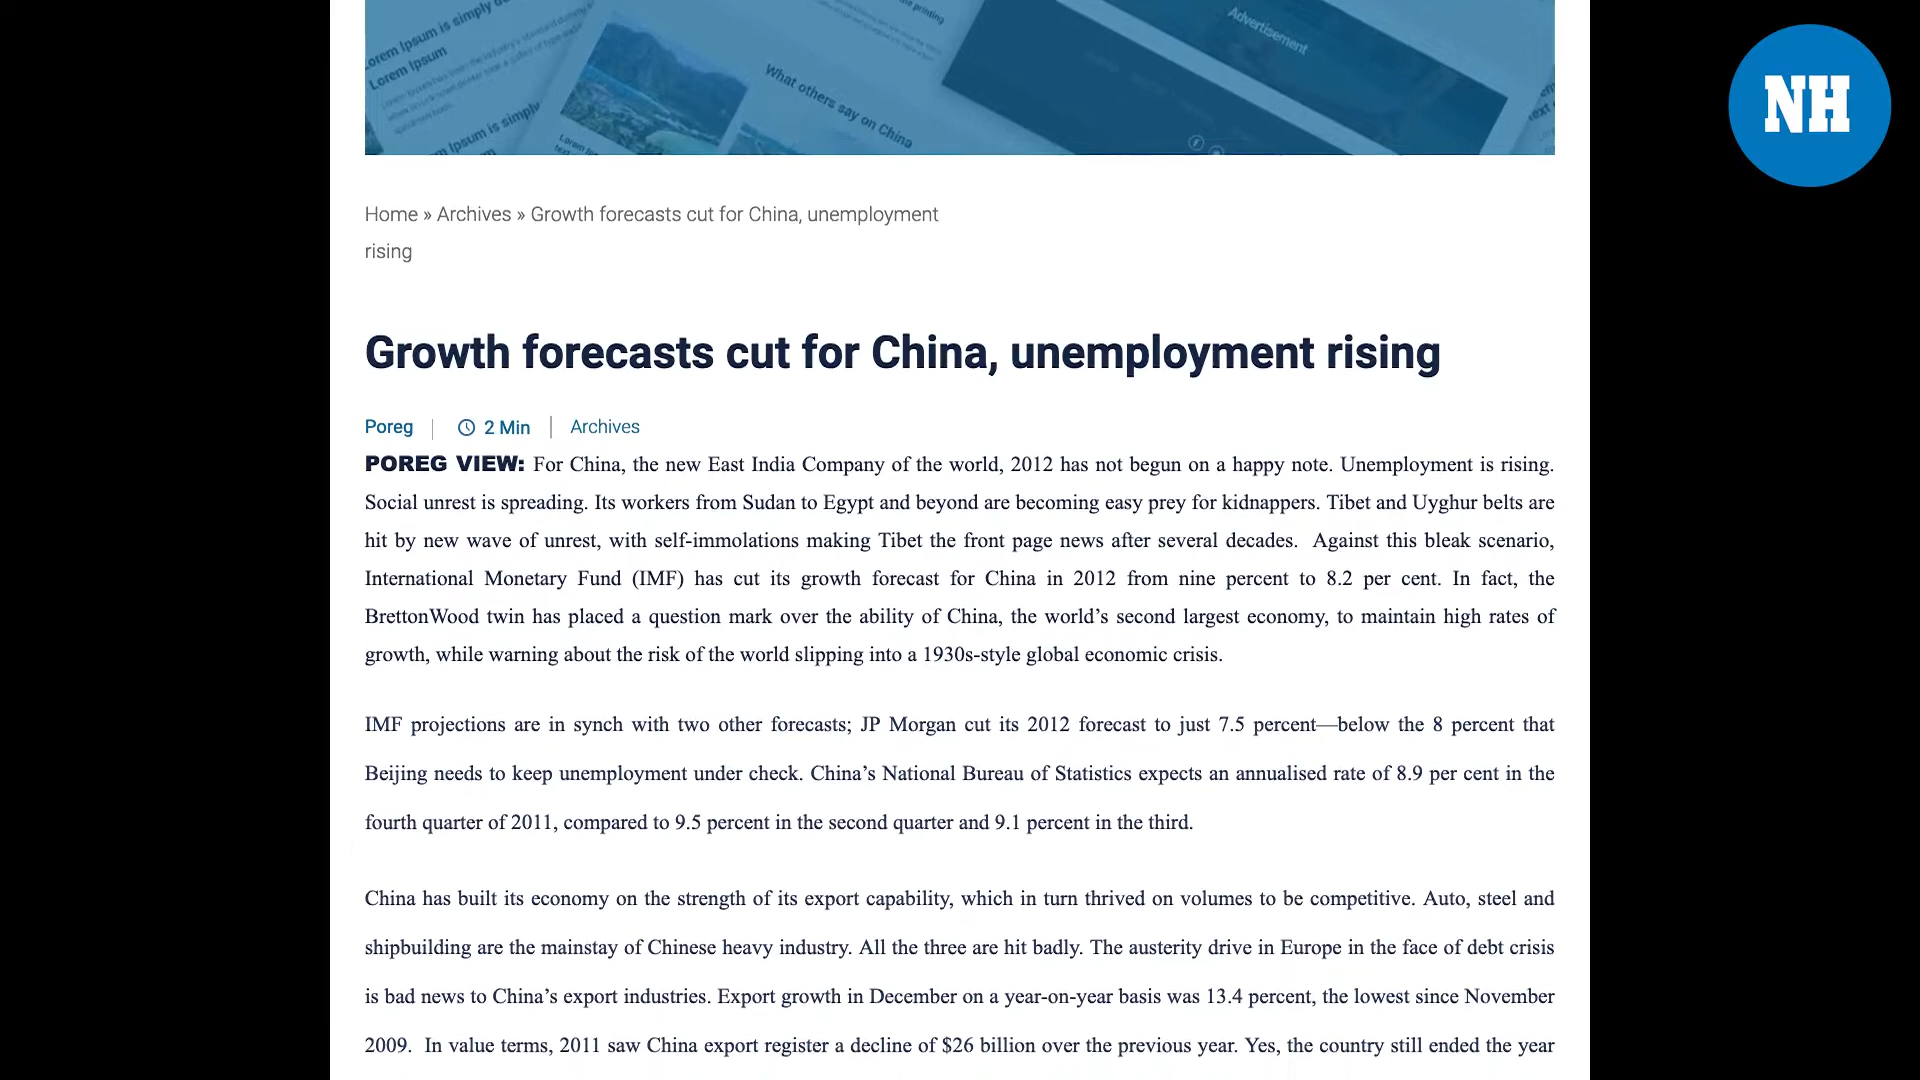 Lorem Ipsum is simply
Lorem Ipsum
Ipsum is simply
What others say on China
printing
Advertisement
NH
Home » Archives » Growth forecasts cut for China, unemployment
rising
Growth forecasts cut for China, unemployment rising
Poreg | 2 Min | Archives
POREG VIEW: For China, the new East India Company of the world, 2012 has not begun on a happy note. Unemployment is rising.
Social unrest is spreading. Its workers from Sudan to Egypt and beyond are becoming easy prey for kidnappers. Tibet and Uyghur belts are
hit by new wave of unrest, with self-immolations making Tibet the front page news after several decades. Against this bleak scenario,
International Monetary Fund (IMF) has cut its growth forecast for China in 2012 from nine percent to 8.2 per cent. In fact, the
BrettonWood twin has placed a question mark over the ability of China, the world’s second largest economy, to maintain high rates of
growth, while warning about the risk of the world slipping into a 1930s-style global economic crisis.
IMF projections are in synch with two other forecasts; JP Morgan cut its 2012 forecast to just 7.5 percent—below the 8 percent that
Beijing needs to keep unemployment under check. China’s National Bureau of Statistics expects an annualised rate of 8.9 per cent in the
fourth quarter of 2011, compared to 9.5 percent in the second quarter and 9.1 percent in the third.
China has built its economy on the strength of its export capability, which in turn thrived on volumes to be competitive. Auto, steel and
shipbuilding are the mainstay of Chinese heavy industry. All the three are hit badly. The austerity drive in Europe in the face of debt crisis
is bad news to China’s export industries. Export growth in December on a year-on-year basis was 13.4 percent, the lowest since November
2009. In value terms, 2011 saw China export register a decline of $26 billion over the previous year. Yes, the country still ended the year